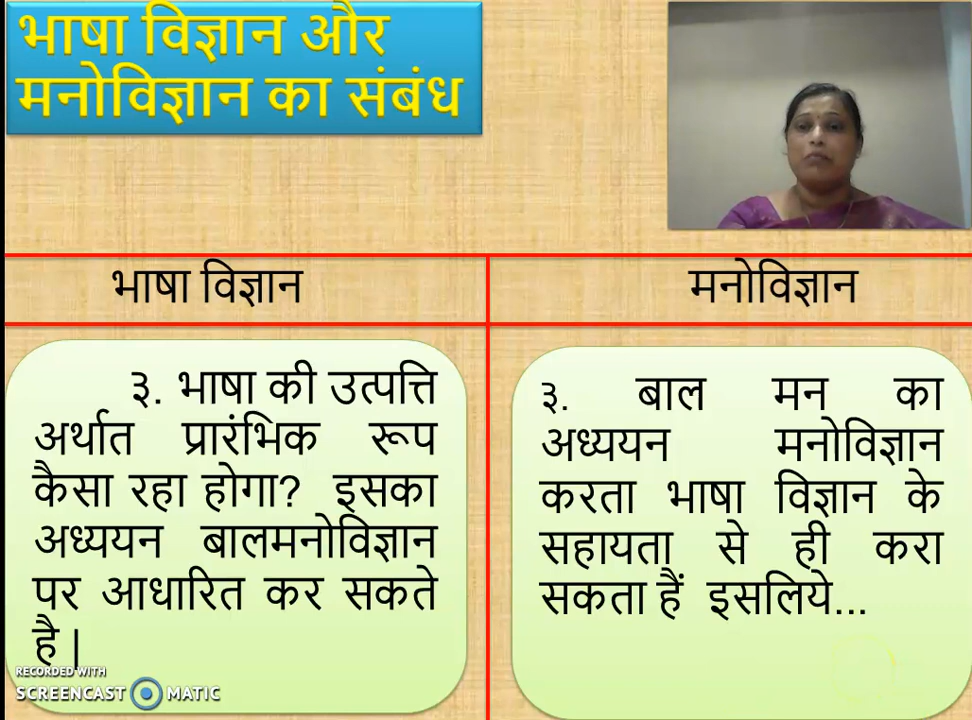 भाषा विज्ञान और
मनोविज्ञान का संबंध
भाषा विज्ञान
मनोविज्ञान
३. भाषा की उत्पत्ति
अर्थात प्रारंभिक रूप
कैसा रहा होगा? इसका
अध्ययन बालमनोविज्ञान
पर आधारित कर सकते
है |
३. बाल मन का
अध्ययन मनोविज्ञान
करता भाषा विज्ञान के
सहायता से ही करा
सकता हैं इसलिये...
RECORDED WITH
SCREENCAST MATIC